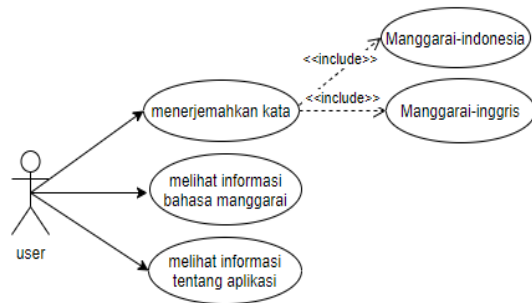 Manggarai-indonesia
<<include>>
menerjemahkan kata
<<include>>
Manggarai-inggris
melihat informasi
bahasa manggarai
user
melihat informasi
tentang aplikasi